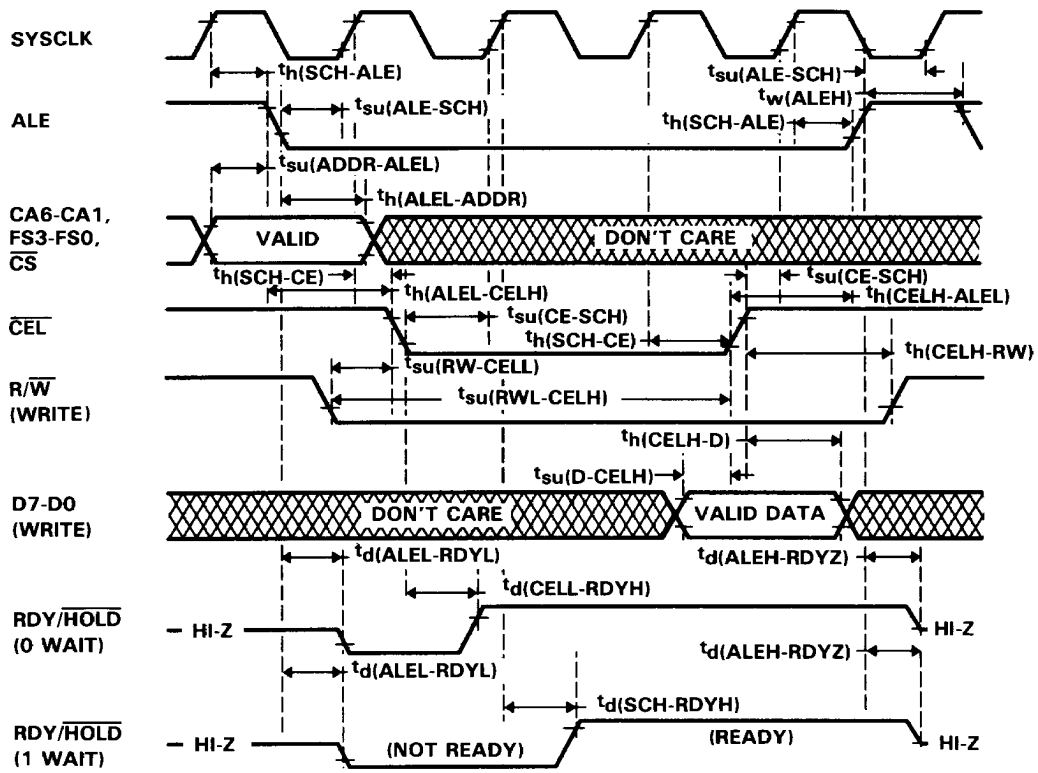 SYSCLK
th(SCH-ALE)
tsu(ALE-SCH)
tw(ALEH)
tsu(ALE-SCH)
th(SCH-ALE)
ALE
tsu(ADDR-ALEL)
th(ALEL-ADDR)
CA6-CA1,
FS3-FS0,
CS
VALID
DON'T CARE
th(SCH-CE)
tsu(CE-SCH)
th(ALEL-CELH)
th(CELH-ALEL)
CEL
tsu(CE-SCH)
th(SCH-CE)
th(CELH-RW)
tsu(RW-CELL)
R/W
(WRITE)
tsu(RWL-CELH)
th(CELH-D)
tsu(D-CELH)
D7-D0
(WRITE)
DON'T CARE
VALID DATA
td(ALEL-RDYL)
td(ALEH-RDYZ)
td(CELL-RDYH)
RDY/HOLD
(0 WAIT)
HI-Z
HI-Z
td(ALEL-RDYL)
td(ALEH-RDYZ)
td(SCH-RDYH)
RDY/HOLD
(1 WAIT)
HI-Z
(NOT READY)
(READY)
HI-Z